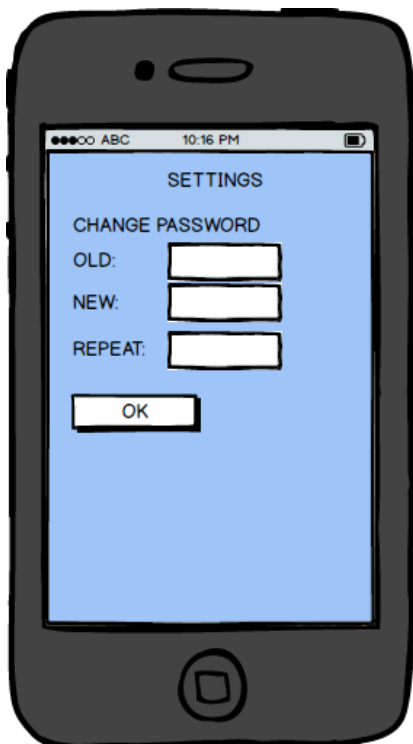 ABC 10:16 PM
SETTINGS
CHANGE PASSWORD
OLD:
NEW:
REPEAT:
OK